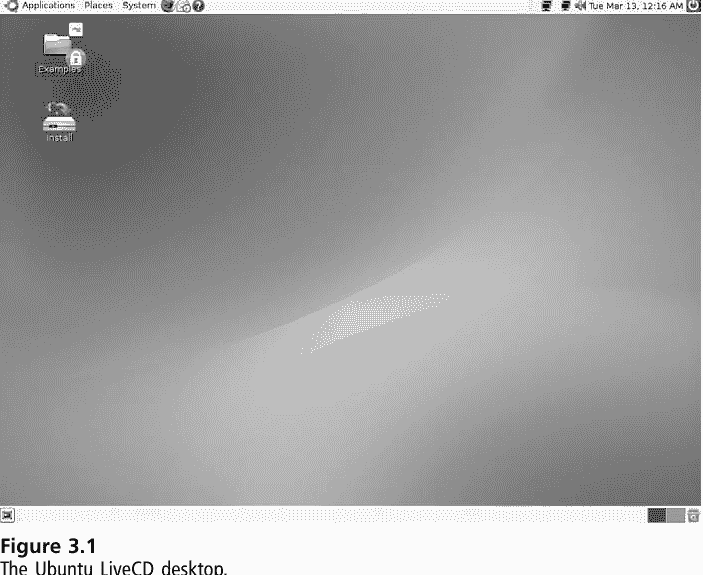 Applications Places System Tue Mar 13, 12:16 AM
Examples
Install
Figure 3.1
The Ubuntu LiveCD desktop.